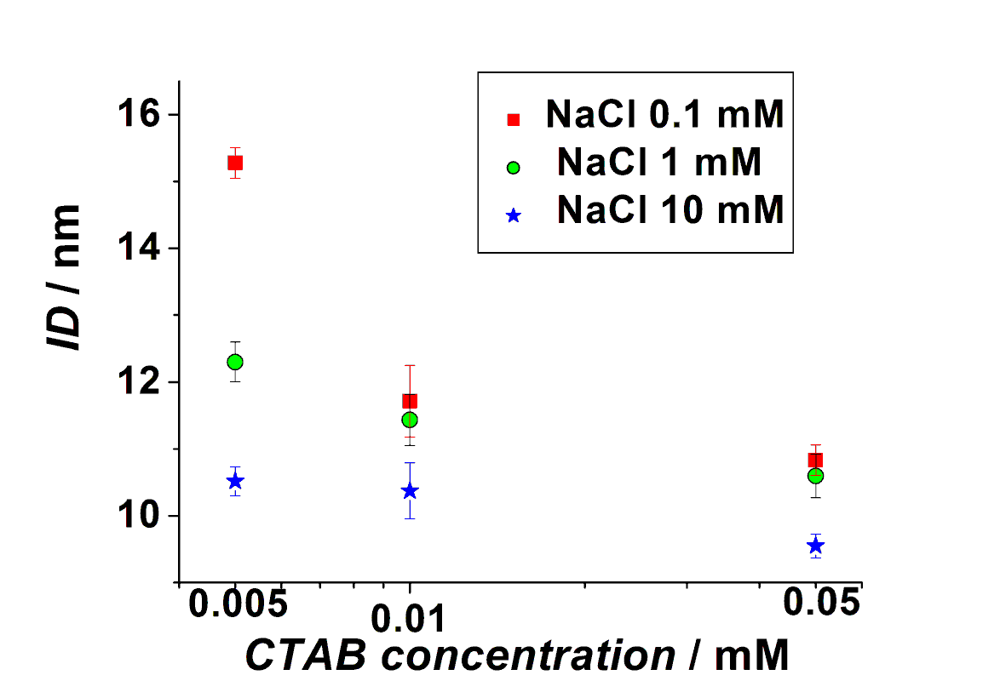 NaCl 0.1 mM
NaCl 1 mM
NaCl 10 mM
16
14
12
10
ID / nm
0.005
0.01
0.05
CTAB concentration / mM